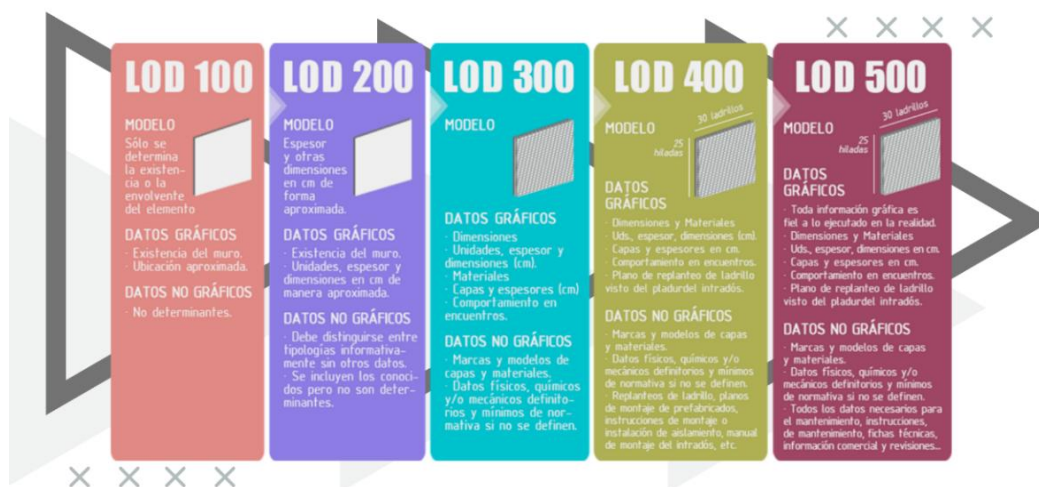 LOD 100
MODELO
Sólo se
determina
la existen-
cia o la
envolvente
del elemento
DATOS GRÁFICOS
· Existencia del muro.
· Ubicación aproximada.
DATOS NO GRÁFICOS
· No determinantes.
LOD 200
MODELO
Espesor
y otras
dimensiones
en cm de
forma
aproximada.
DATOS GRÁFICOS
· Existencia del muro.
· Unidades, espesor y
dimensiones en cm de
manera aproximada.
DATOS NO GRÁFICOS
· Debe distinguirse entre
tipologías informativa-
mente sin otros datos.
· Se incluyen los conoci-
dos pero no son deter-
minantes.
LOD 300
MODELO
DATOS GRÁFICOS
· Dimensiones
· Unidades, espesor y
dimensiones (cm).
· Materiales
· Capas y espesores (cm)
· Comportamiento en
encuentros.
DATOS NO GRÁFICOS
· Marcas y modelos de
capas y materiales.
· Datos físicos, químicos
y/o mecánicos definito-
rios y mínimos de nor-
mativa si no se definen.
LOD 400
MODELO
30 ladrillos
25
hiladas
DATOS
GRÁFICOS
· Dimensiones y Materiales
· Uds., espesor, dimensiones (cm).
· Capas y espesores en cm.
· Comportamiento en encuentros.
· Plano de replanteo de ladrillo
visto del pladurdel intradós.
DATOS NO GRÁFICOS
· Marcas y modelos de capas
y materiales.
· Datos físicos, químicos y/o
mecánicos definitorios y mínimos
de normativa si no se definen.
· Replanteos de ladrillo, planos
de montaje de prefabricados,
instrucciones de montaje o
instalación de aislamiento, manual
de montaje del intradós, etc.
LOD 500
MODELO
30 ladrillos
25
hiladas
DATOS
GRÁFICOS
· Toda información gráfica es
fiel a lo ejecutado en la realidad.
· Dimensiones y Materiales
· Uds., espesor, dimensiones en cm.
· Capas y espesores en cm.
· Comportamiento en encuentros.
· Plano de replanteo de ladrillo
visto del pladurdel intradós.
DATOS NO GRÁFICOS
· Marcas y modelos de capas
y materiales.
· Datos físicos, químicos y/o
mecánicos definitorios y mínimos
de normativa si no se definen.
· Todos los datos necesarios para
el mantenimiento, instrucciones,
de mantenimiento, fichas técnicas,
información comercial y revisiones...